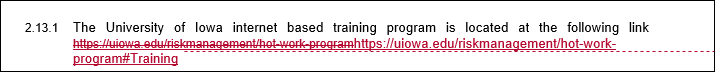 2.13.1 The University of Iowa internet based training program is located at the following link
https://uiowa.edu/riskmanagement/hot-work-programhttps://uiowa.edu/riskmanagement/hot-work-
program#Training